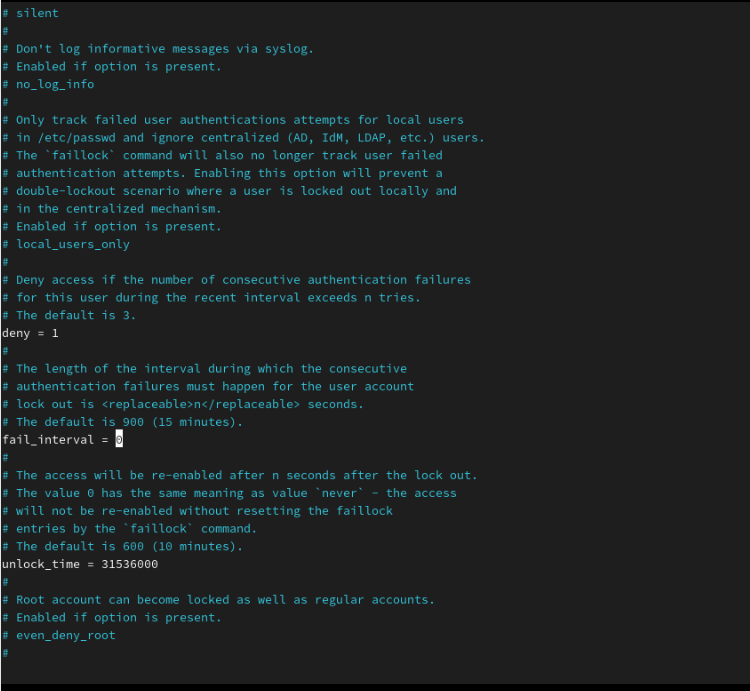 # silent
#
# Don't log informative messages via syslog.
# Enabled if option is present.
# no_log_info
#
# Only track failed user authentications attempts for local users
# in /etc/passwd and ignore centralized (AD, IdM, LDAP, etc.) users.
# The `faillock` command will also no longer track user failed
# authentication attempts. Enabling this option will prevent a
# double-lockout scenario where a user is locked out locally and
# in the centralized mechanism.
# Enabled if option is present.
# local_users_only
#
# Deny access if the number of consecutive authentication failures
# for this user during the recent interval exceeds n tries.
# The default is 3.
deny = 1
#
# The length of the interval during which the consecutive
# authentication failures must happen for the user account
# lock out is <replaceable>n</replaceable> seconds.
# The default is 900 (15 minutes).
fail_interval = 0
#
# The access will be re-enabled after n seconds after the lock out.
# The value 0 has the same meaning as value `never` - the access
# will not be re-enabled without resetting the faillock
# entries by the `faillock` command.
# The default is 600 (10 minutes).
unlock_time = 31536000
#
# Root account can become locked as well as regular accounts.
# Enabled if option is present.
# even_deny_root
#